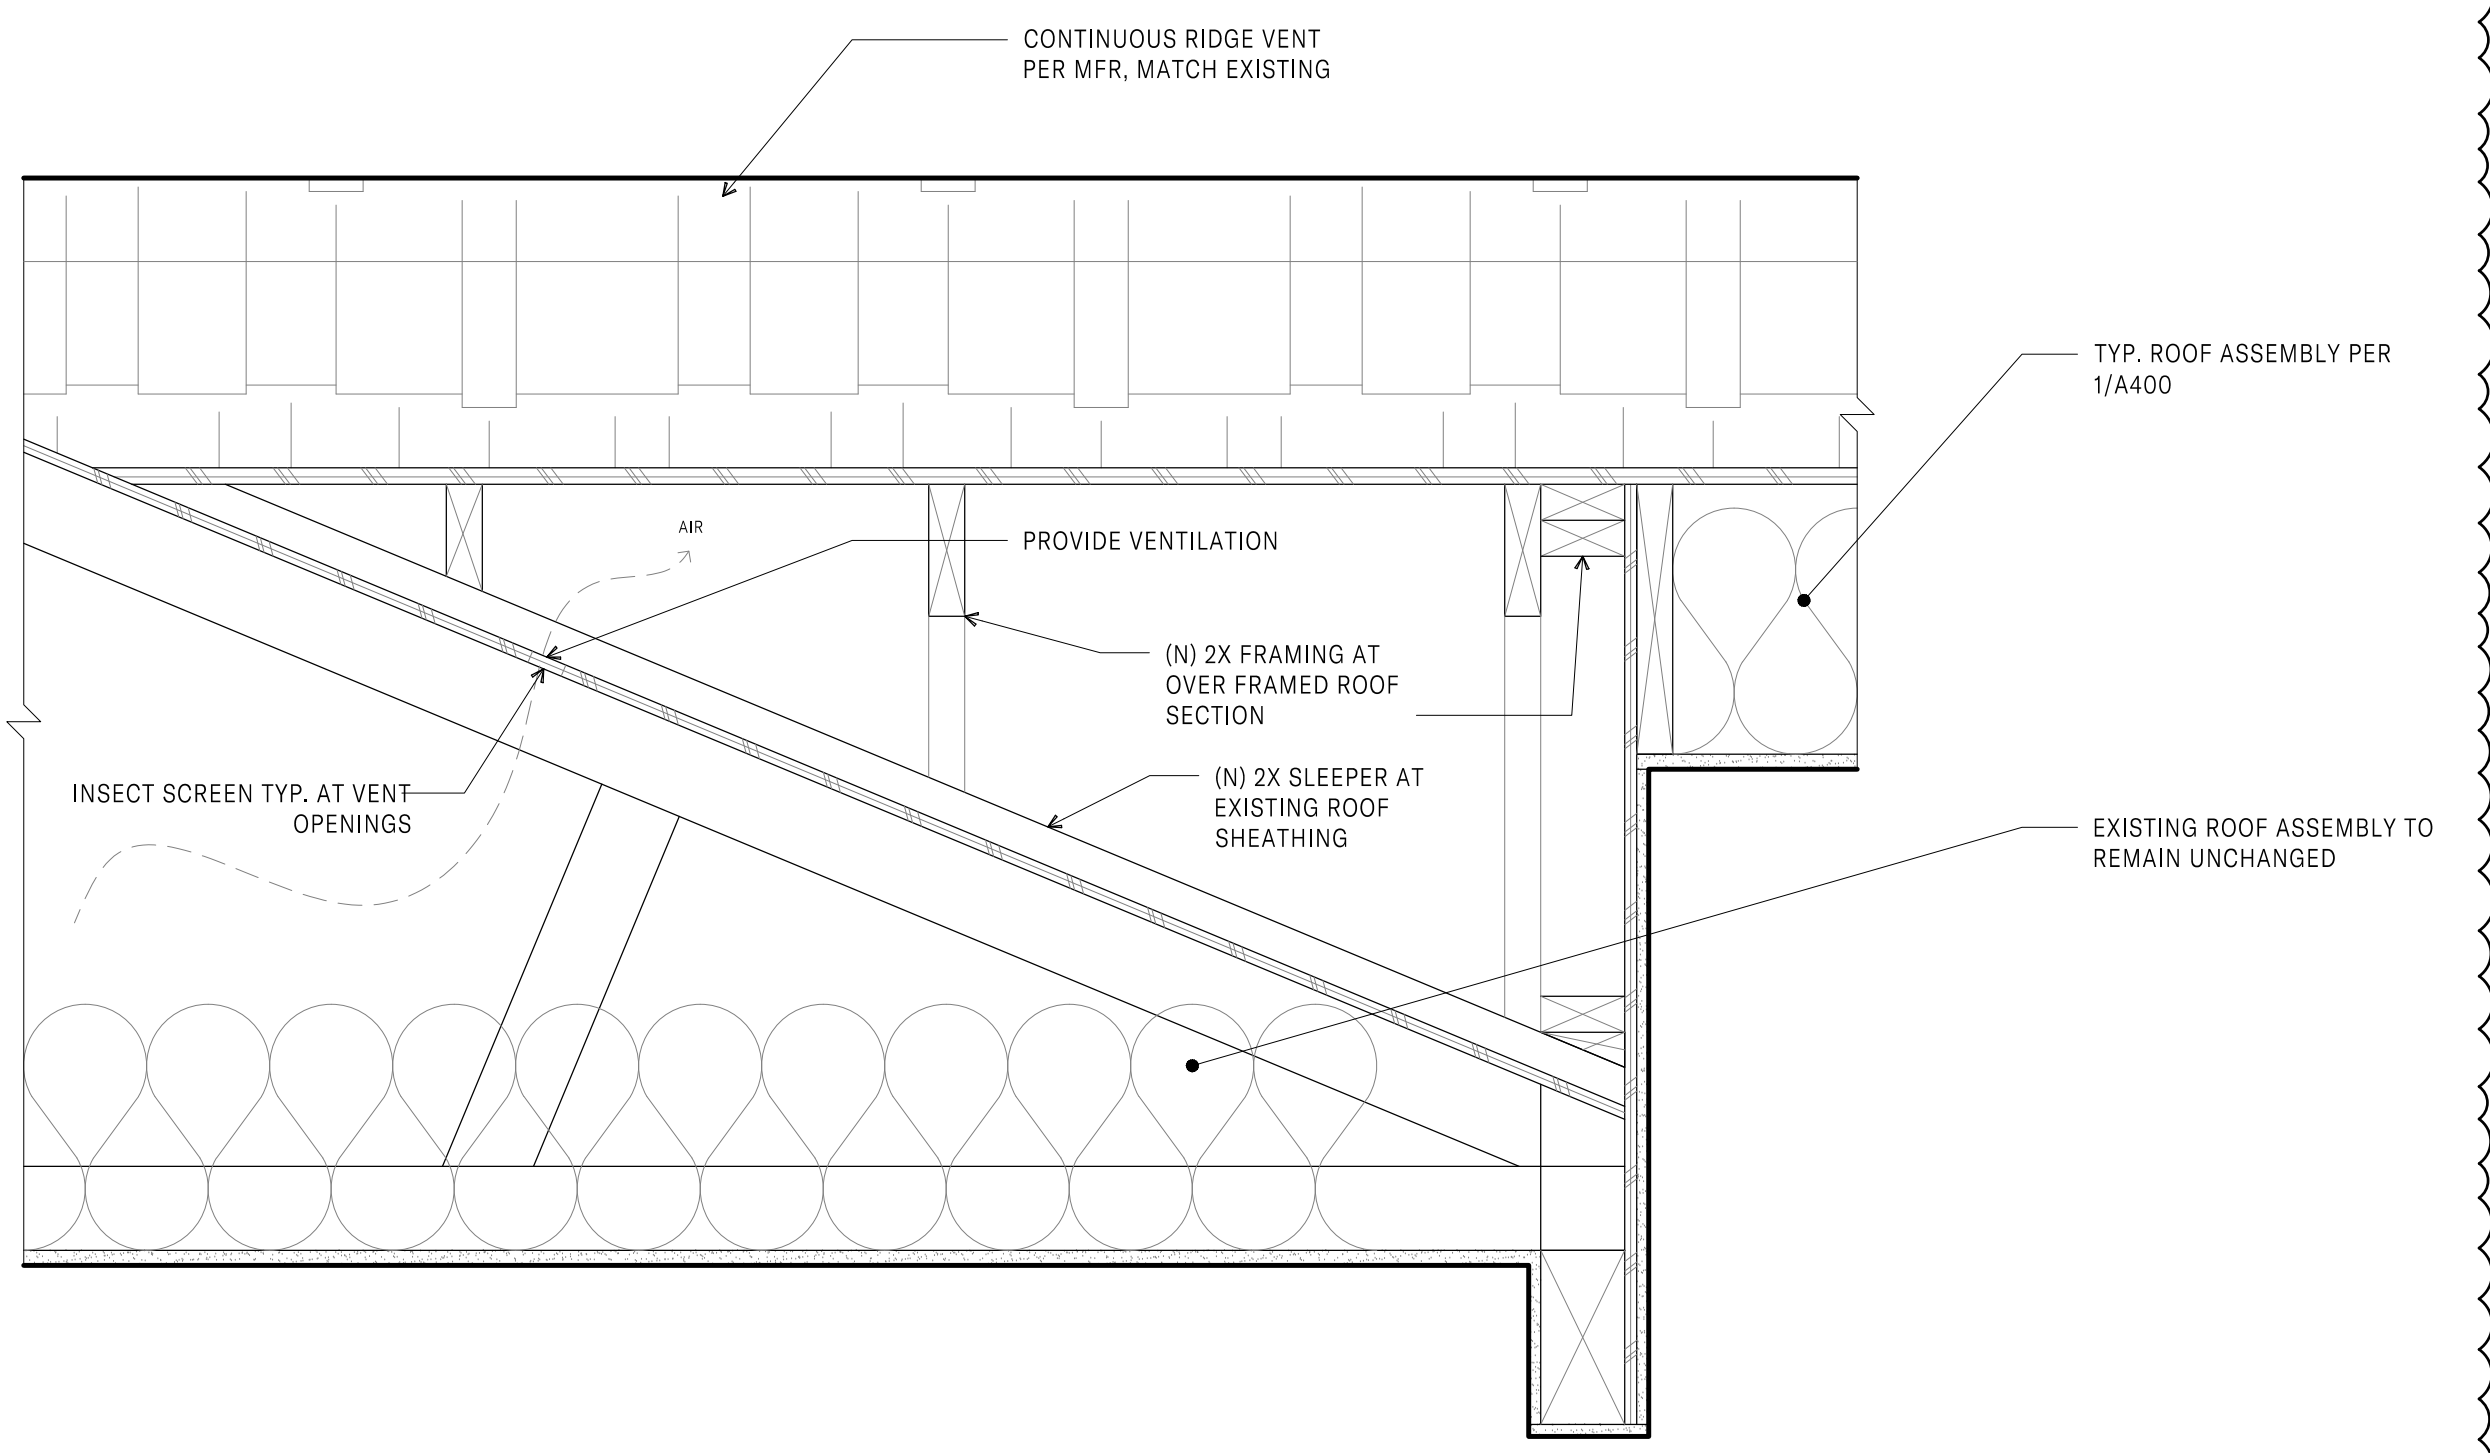 CONTINUOUS RIDGE VENT
PER MFR, MATCH EXISTING
TYP. ROOF ASSEMBLY PER
1/A400
AIR
PROVIDE VENTILATION
(N) 2X FRAMING AT
OVER FRAMED ROOF
SECTION
(N) 2X SLEEPER AT
EXISTING ROOF
SHEATHING
INSECT SCREEN TYP. AT VENT
OPENINGS
EXISTING ROOF ASSEMBLY TO
REMAIN UNCHANGED